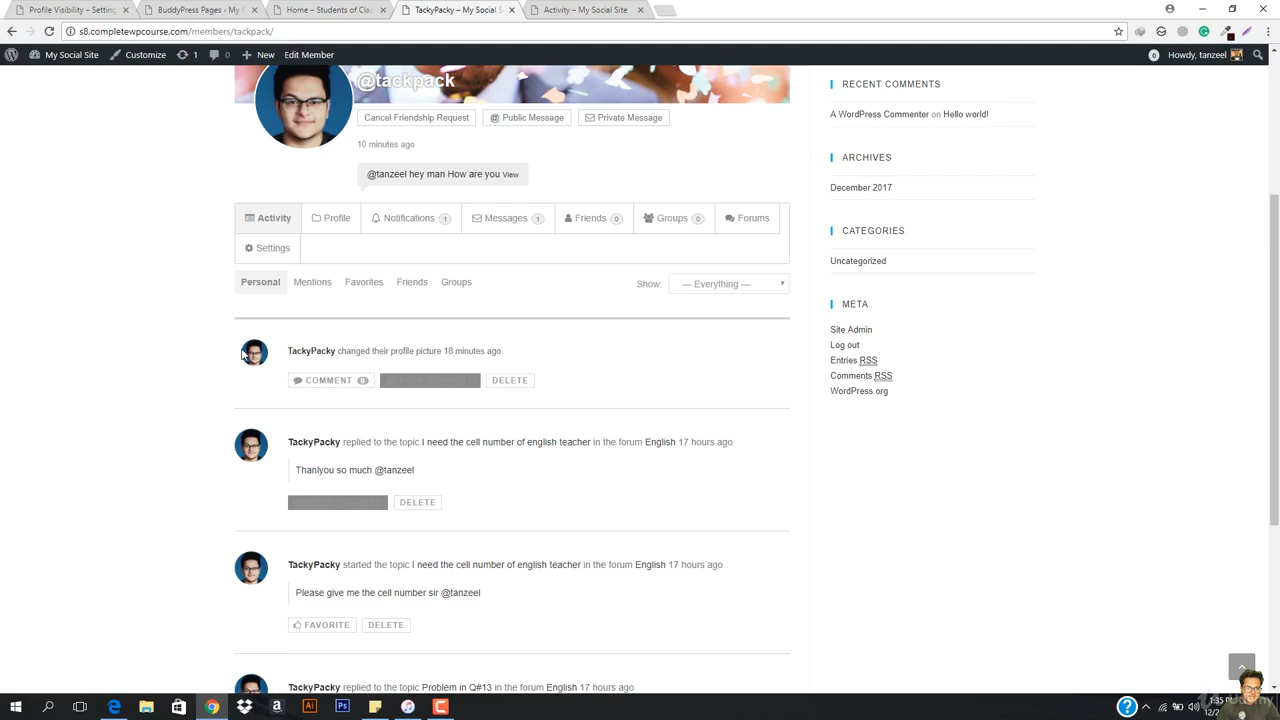 Profile Visibility – Settin
BuddyPress Pages ‹ My S
Home – Students of Clas
TackyPacky – My Social S
Activity – My Social Site
s8.completewpcourse.com/members/tackpack/
My Social Site
Customize
1
0
New
Edit Member
0
Howdy, tanzeel
@tackpack
Cancel Friendship Request
@ Public Message
Private Message
10 minutes ago
@tanzeel hey man How are you View
Activity
Profile
Notifications 1
Messages 1
Friends 0
Groups 0
Forums
Settings
Personal
Mentions
Favorites
Friends
Groups
Show:
— Everything —
TackyPacky changed their profile picture 18 minutes ago
COMMENT 0
DELETE
TackyPacky replied to the topic I need the cell number of english teacher in the forum English 17 hours ago
Thanlyou so much @tanzeel
DELETE
TackyPacky started the topic I need the cell number of english teacher in the forum English 17 hours ago
Please give me the cell number sir @tanzeel
FAVORITE
DELETE
TackyPacky replied to the topic Problem in Q#13 in the forum English 17 hours ago
RECENT COMMENTS
A WordPress Commenter on Hello world!
ARCHIVES
December 2017
CATEGORIES
Uncategorized
META
Site Admin
Log out
Entries RSS
Comments RSS
WordPress.org
1:35 P
12/2
Udemy